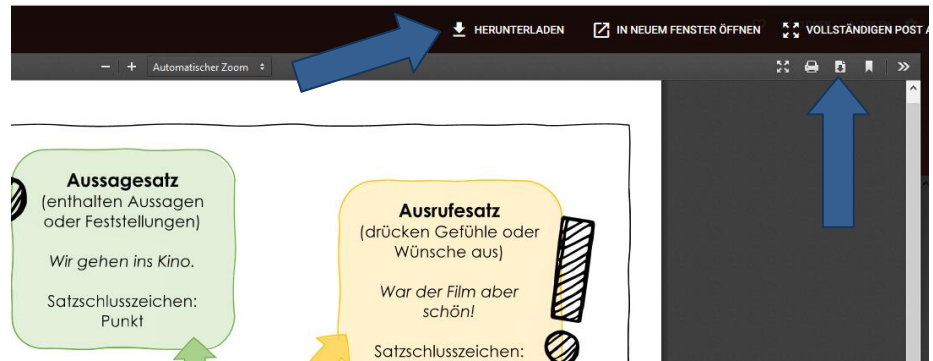 HERUNTERLADEN IN NEUEM FENSTER ÖFFNEN VOLLSTÄNDIGEN POST A
− + Automatischer Zoom
Aussagesatz
(enthalten Aussagen
oder Feststellungen)
Wir gehen ins Kino.
Satzschlusszeichen:
Punkt
Ausrufesatz
(drücken Gefühle oder
Wünsche aus)
War der Film aber
schön!
Satzschlusszeichen: